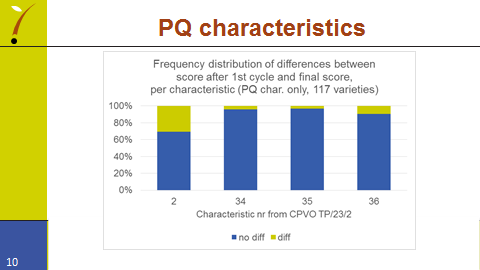 PQ characteristics
Frequency distribution of differences between
score after 1st cycle and final score,
per characteristic (PQ char. only, 117 varieties)
100%
80%
60%
40%
20%
0%
2 34 35 36
Characteristic nr from CPVO TP/23/2
no diff diff
10